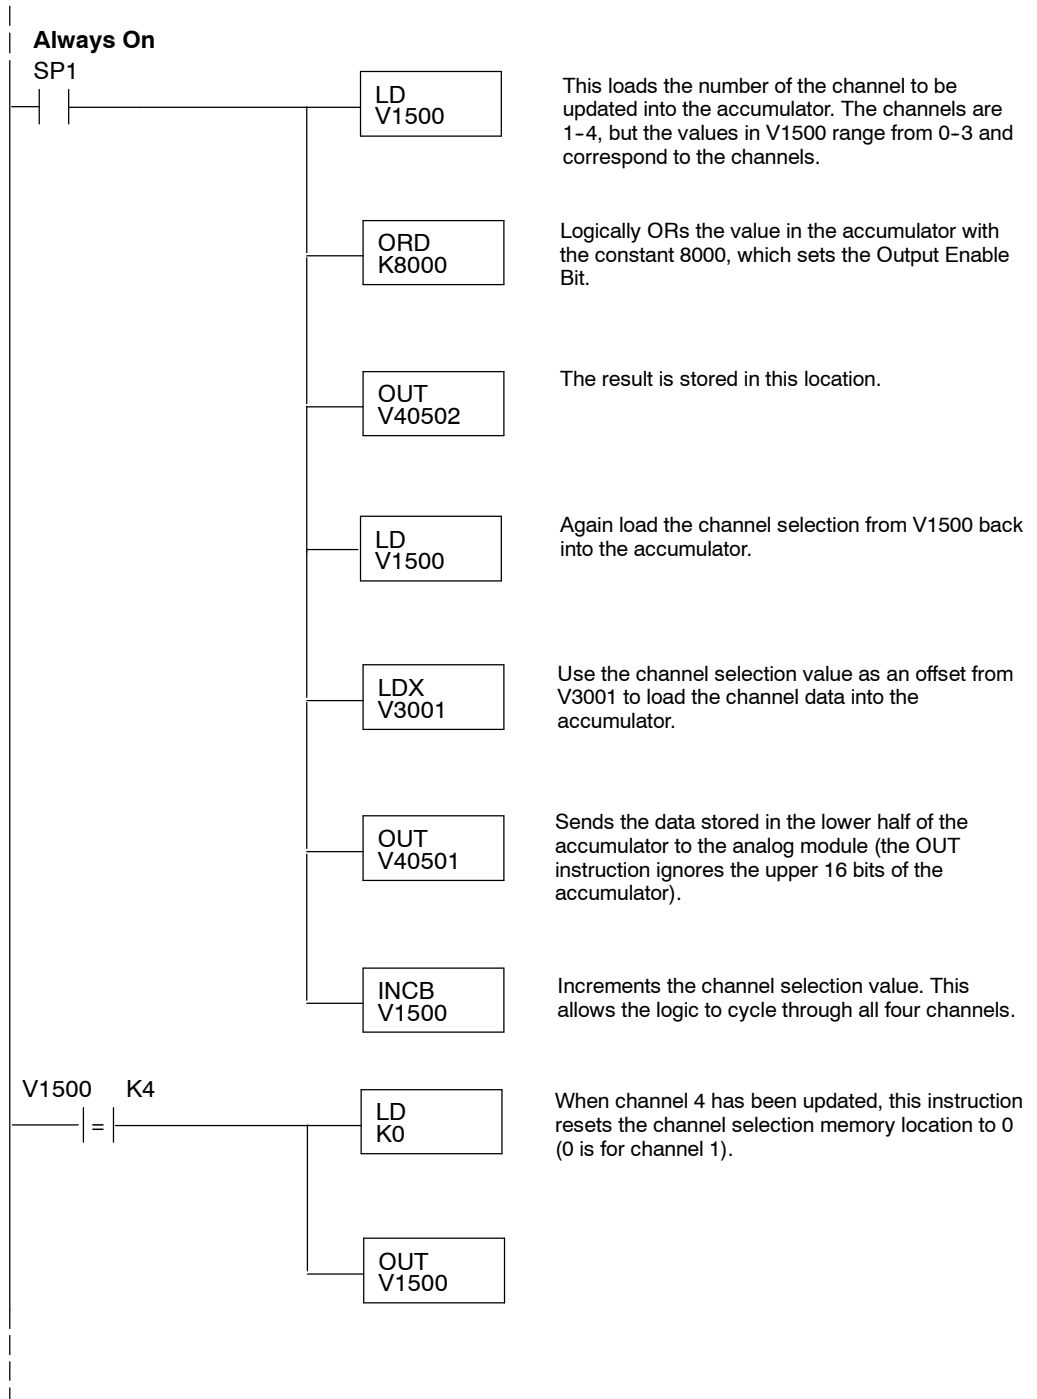 Always On
SP1
LD
V1500
This loads the number of the channel to be
updated into the accumulator. The channels are
1-4, but the values in V1500 range from 0-3 and
correspond to the channels.
ORD
K8000
Logically ORs the value in the accumulator with
the constant 8000, which sets the Output Enable
Bit.
OUT
V40502
The result is stored in this location.
LD
V1500
Again load the channel selection from V1500 back
into the accumulator.
LDX
V3001
Use the channel selection value as an offset from
V3001 to load the channel data into the
accumulator.
OUT
V40501
Sends the data stored in the lower half of the
accumulator to the analog module (the OUT
instruction ignores the upper 16 bits of the
accumulator).
INCB
V1500
Increments the channel selection value. This
allows the logic to cycle through all four channels.
V1500 K4
=
LD
K0
When channel 4 has been updated, this instruction
resets the channel selection memory location to 0
(0 is for channel 1).
OUT
V1500